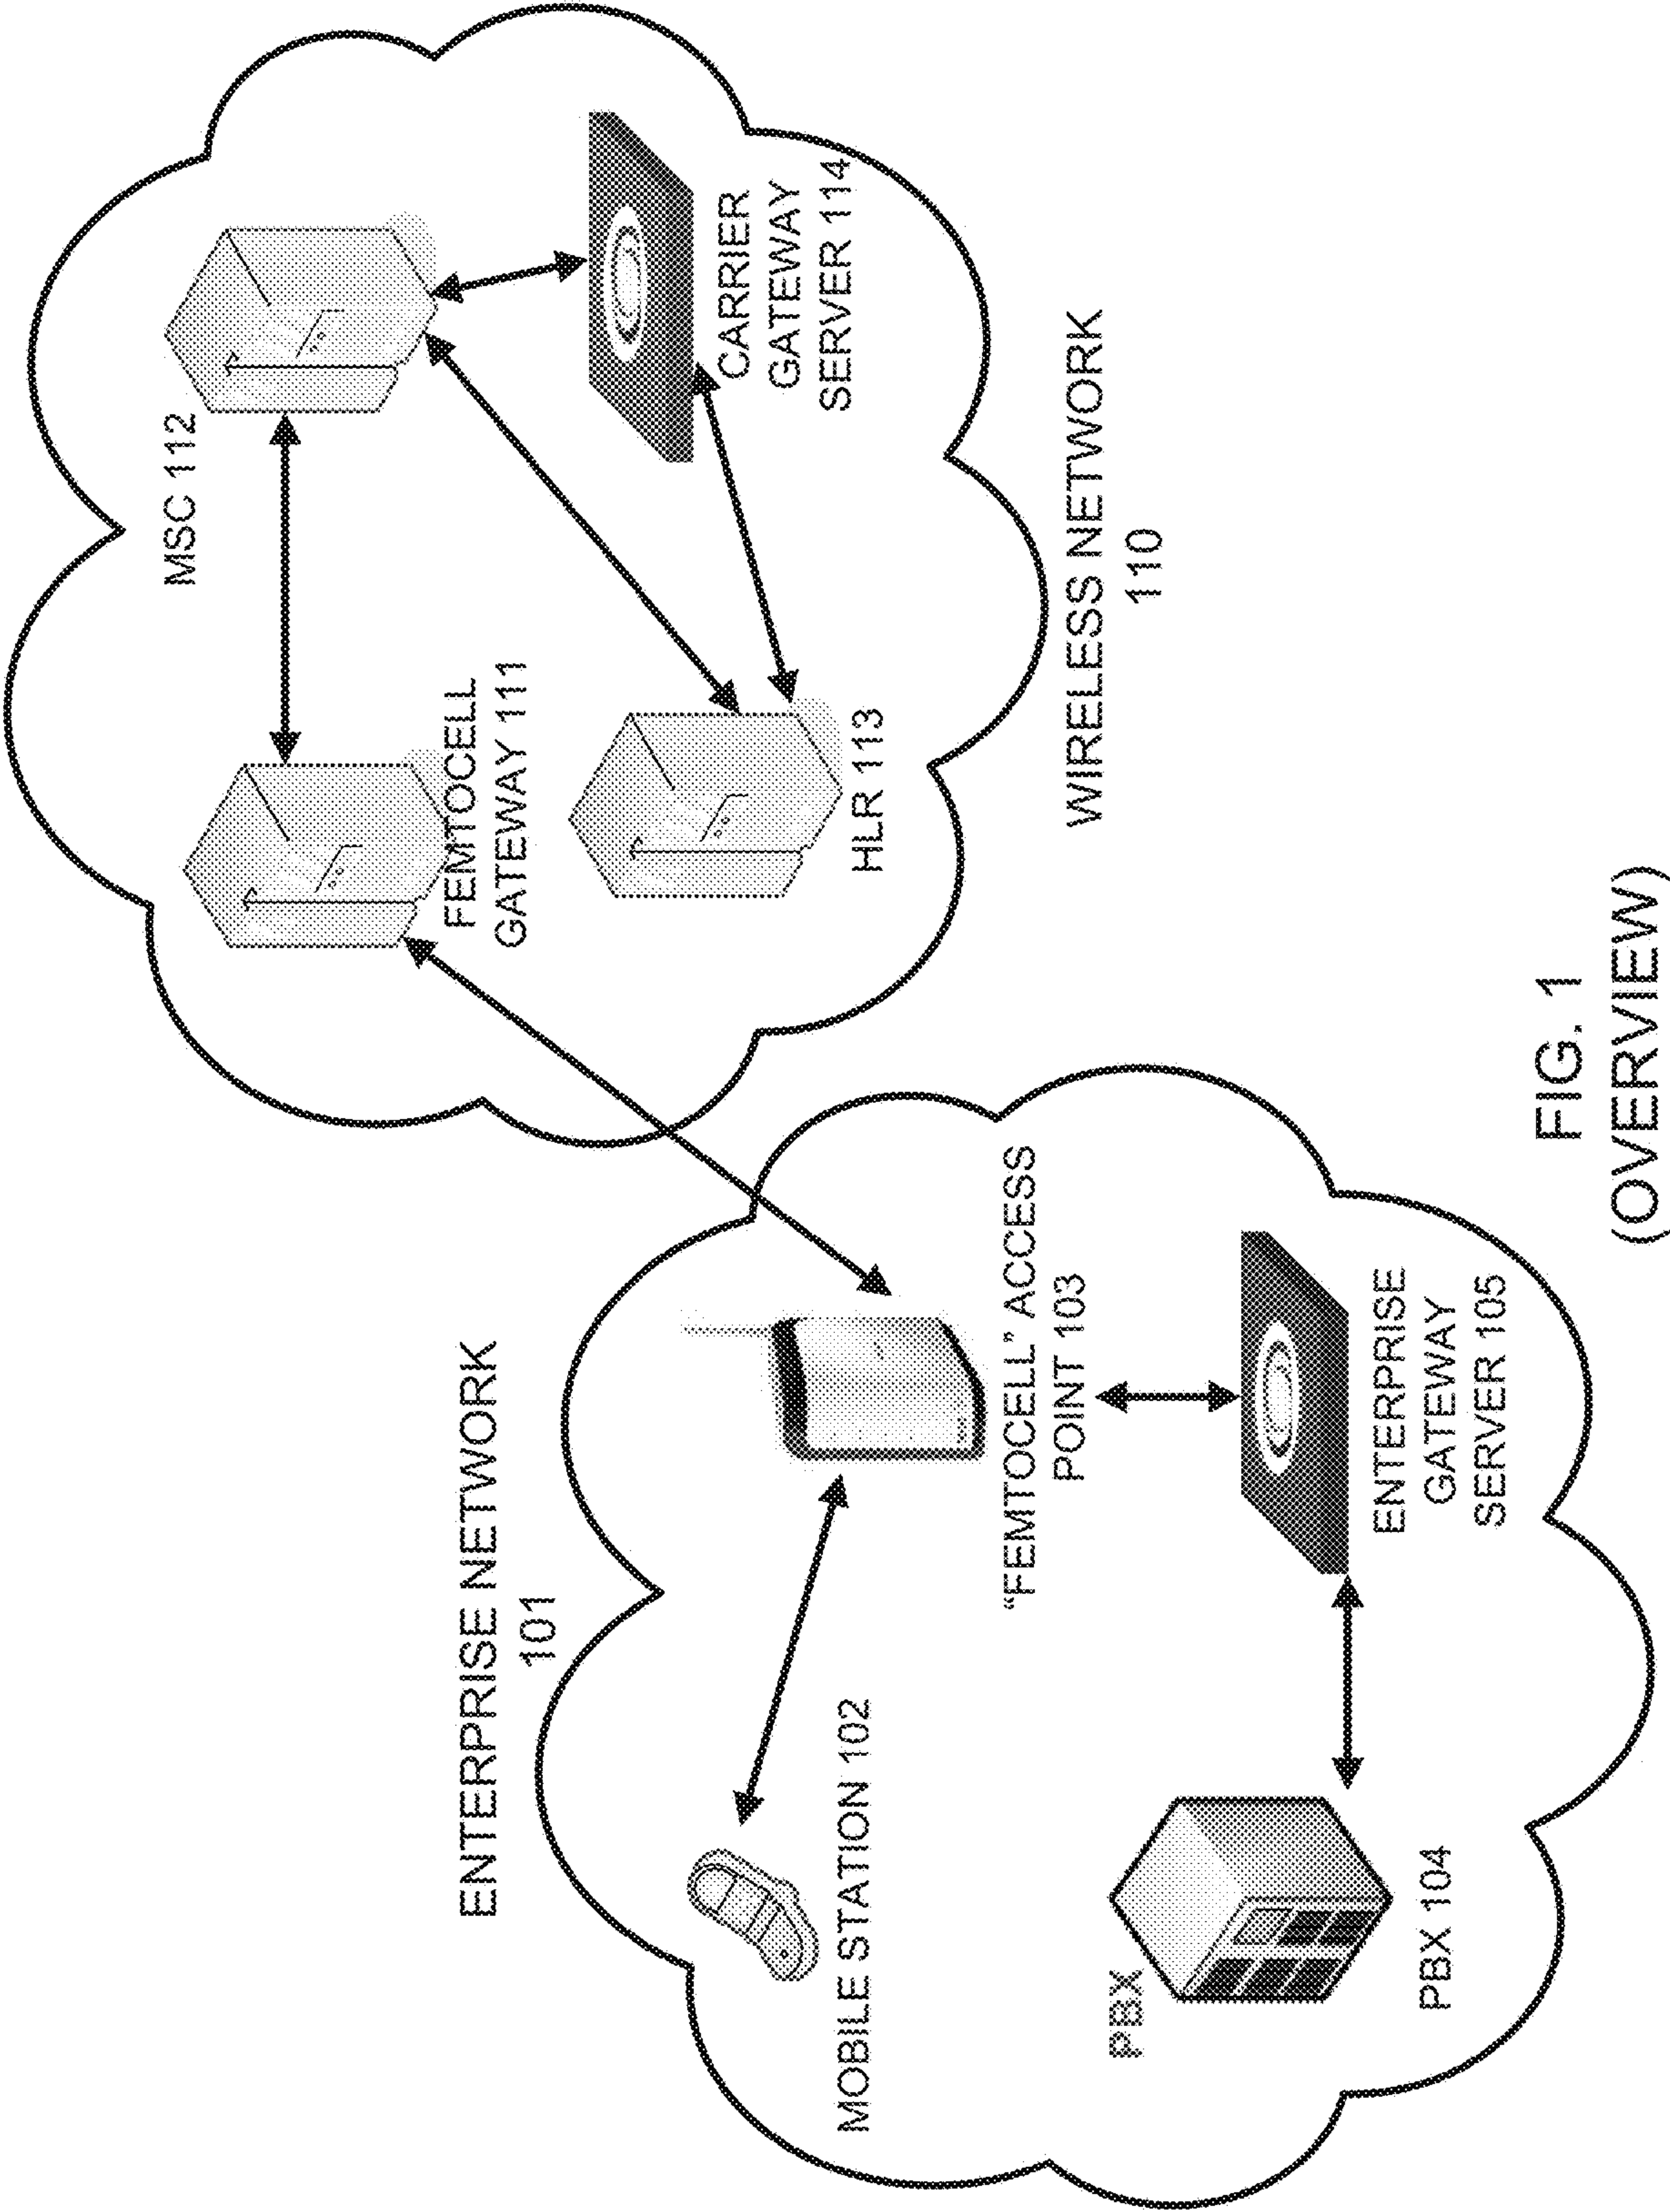 ENTERPRISE NETWORK
101
MOBILE STATION 102
"FEMTOCELL" ACCESS
POINT 103
PBX
PBX 104
ENTERPRISE
GATEWAY
SERVER 105
MSC 112
FEMTOCELL
GATEWAY 111
HLR 113
CARRIER
GATEWAY
SERVER 114
WIRELESS NETWORK
110
FIG. 1
(OVERVIEW)